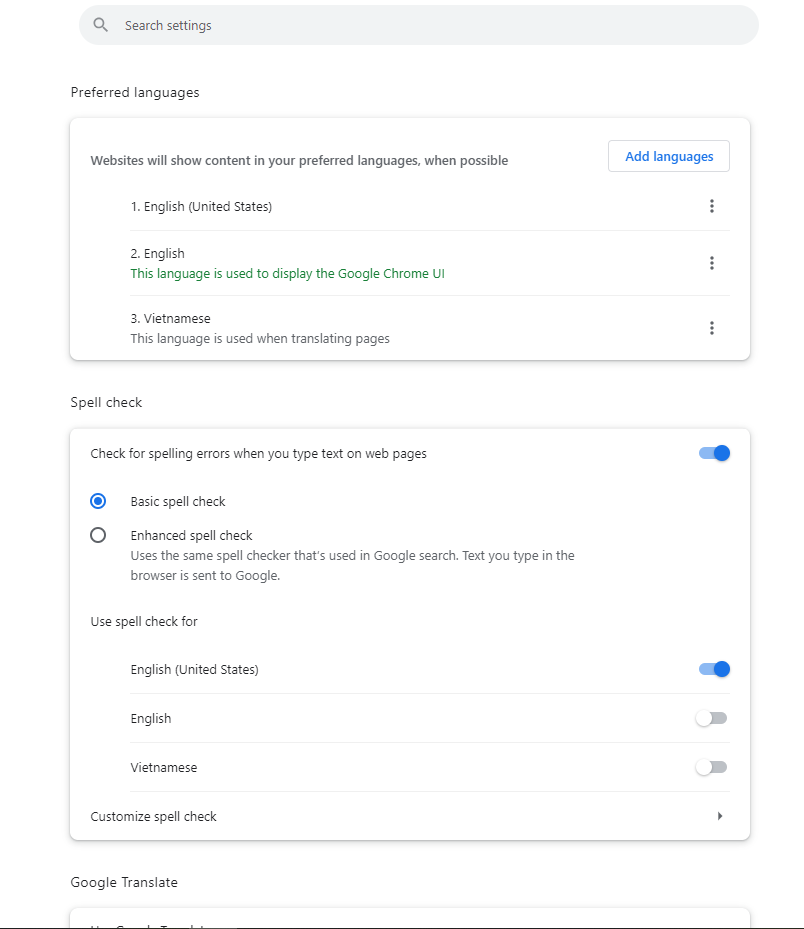 Search settings
Preferred languages
Websites will show content in your preferred languages, when possible
Add languages
1. English (United States)
2. English
This language is used to display the Google Chrome UI
3. Vietnamese
This language is used when translating pages
Spell check
Check for spelling errors when you type text on web pages
Basic spell check
Enhanced spell check
Uses the same spell checker that's used in Google search. Text you type in the
browser is sent to Google.
Use spell check for
English (United States)
English
Vietnamese
Customize spell check
Google Translate